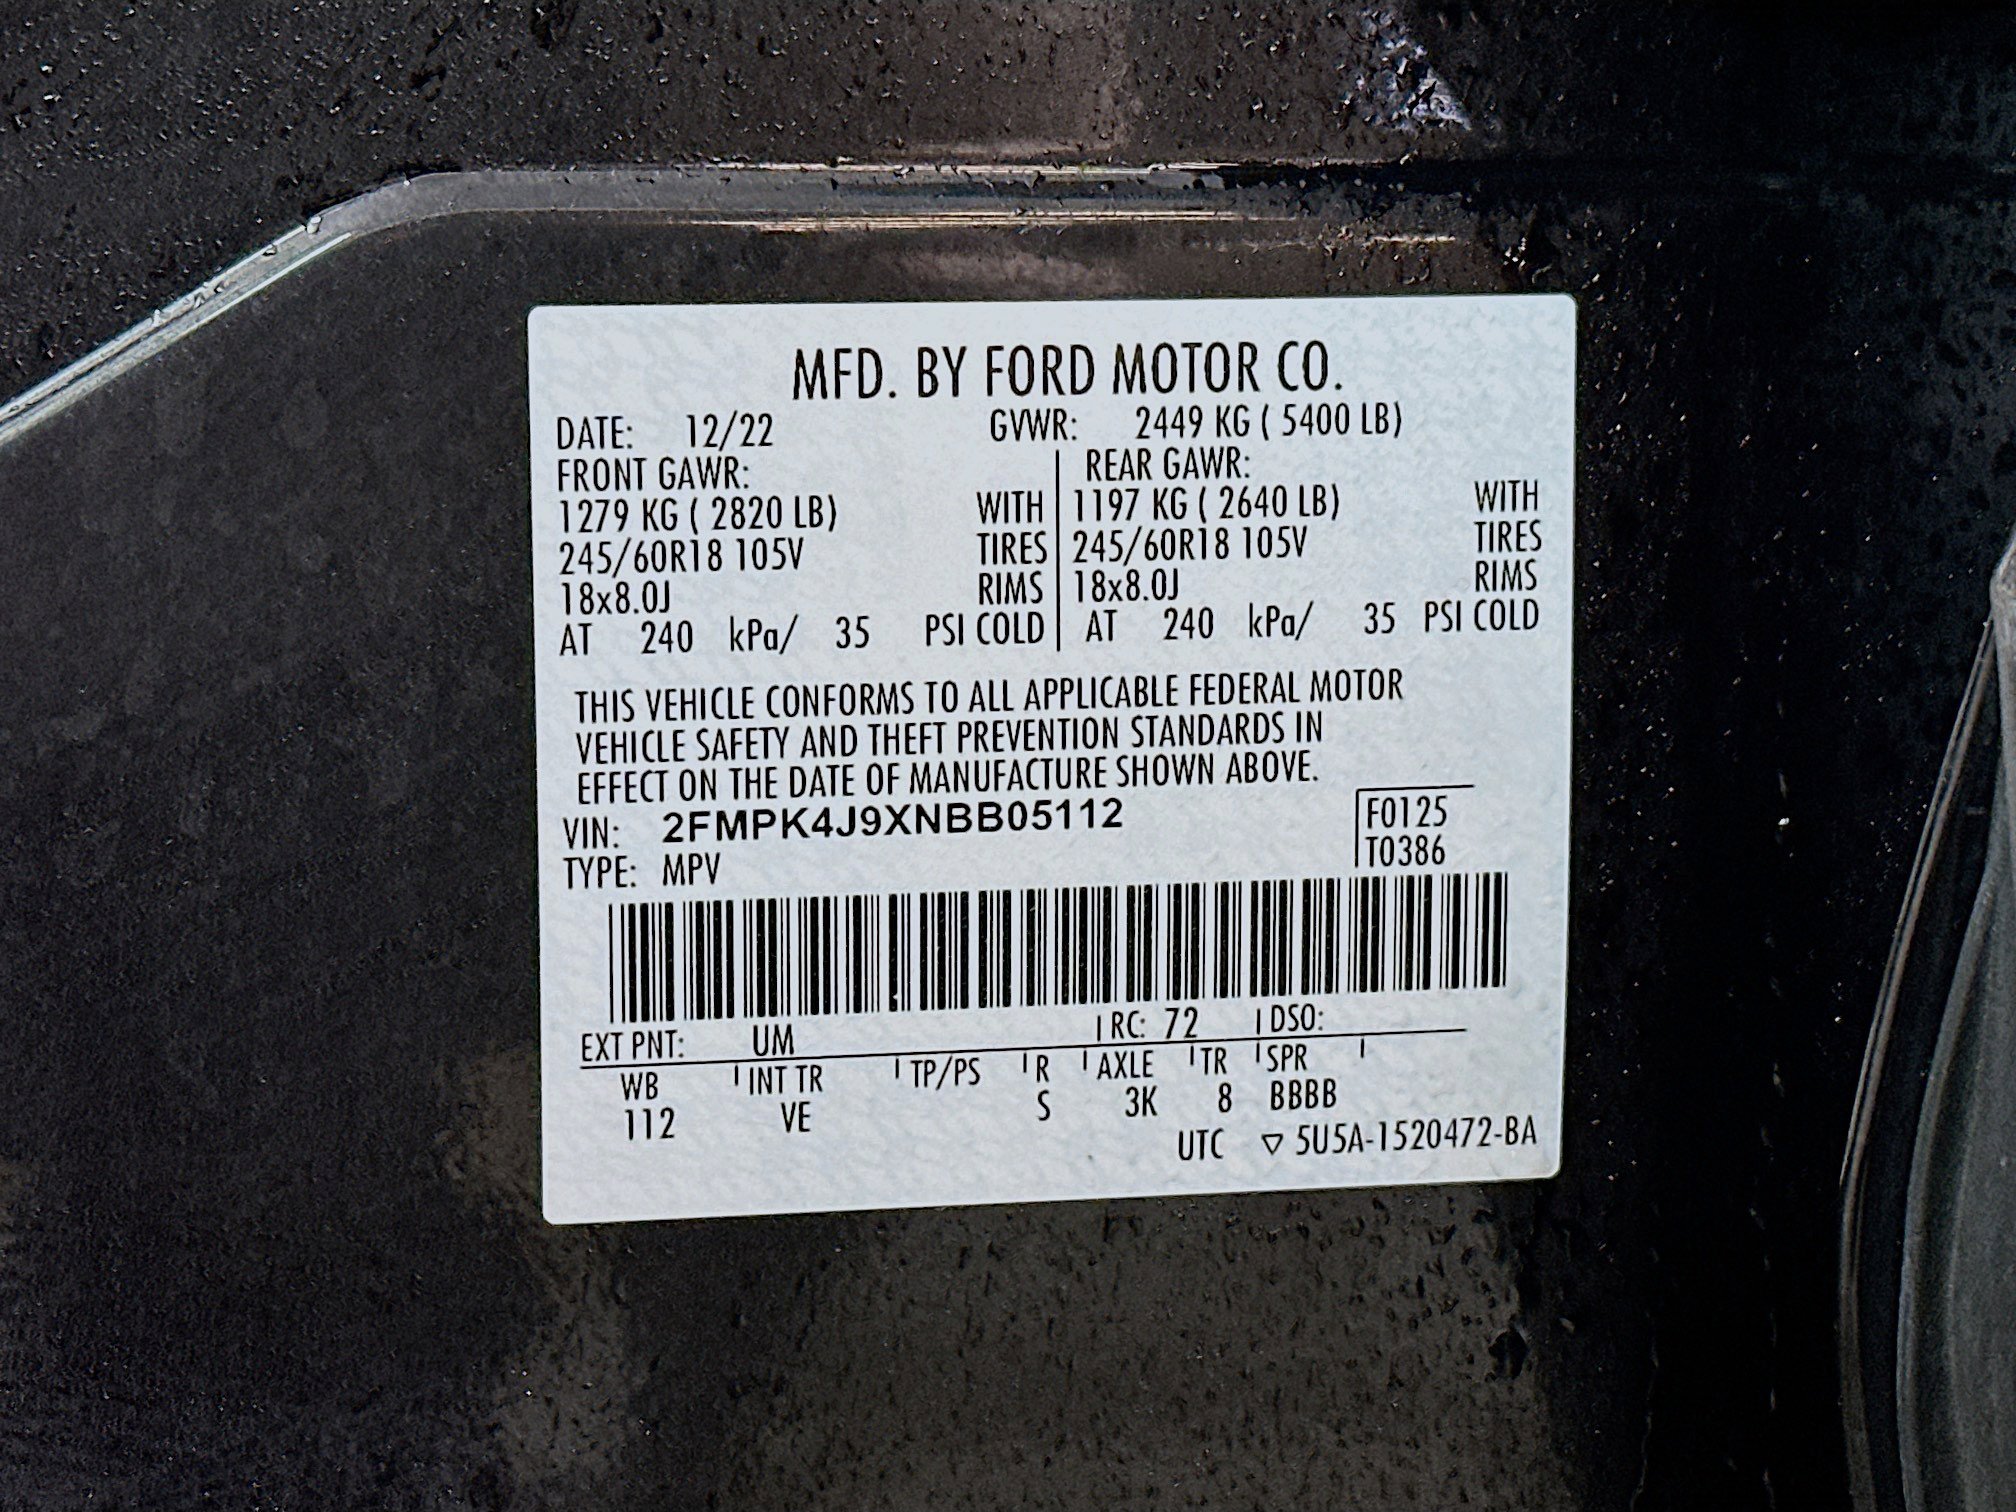 MFD. BY FORD MOTOR CO.
DATE: 12/22 GVWR: 2449 KG ( 5400 LB)
FRONT GAWR: REAR GAWR:
1279 KG ( 2820 LB) WITH 1197 KG ( 2640 LB) WITH
245/60R18 105V TIRES 245/60R18 105V TIRES
18x8.0J RIMS 18x8.0J RIMS
AT 240 kPa/ 35 PSI COLD AT 240 kPa/ 35 PSI COLD
THIS VEHICLE CONFORMS TO ALL APPLICABLE FEDERAL MOTOR
VEHICLE SAFETY AND THEFT PREVENTION STANDARDS IN
EFFECT ON THE DATE OF MANUFACTURE SHOWN ABOVE.
VIN: 2FMPK4J9XNBB05112 F0125
TYPE: MPV T0386
EXT PNT: UM RC: 72 DSO:
WB INT TR TP/PS R AXLE TR SPR
112 VE S 3K 8 BBBB
UTC ▽ 5U5A-1520472-BA